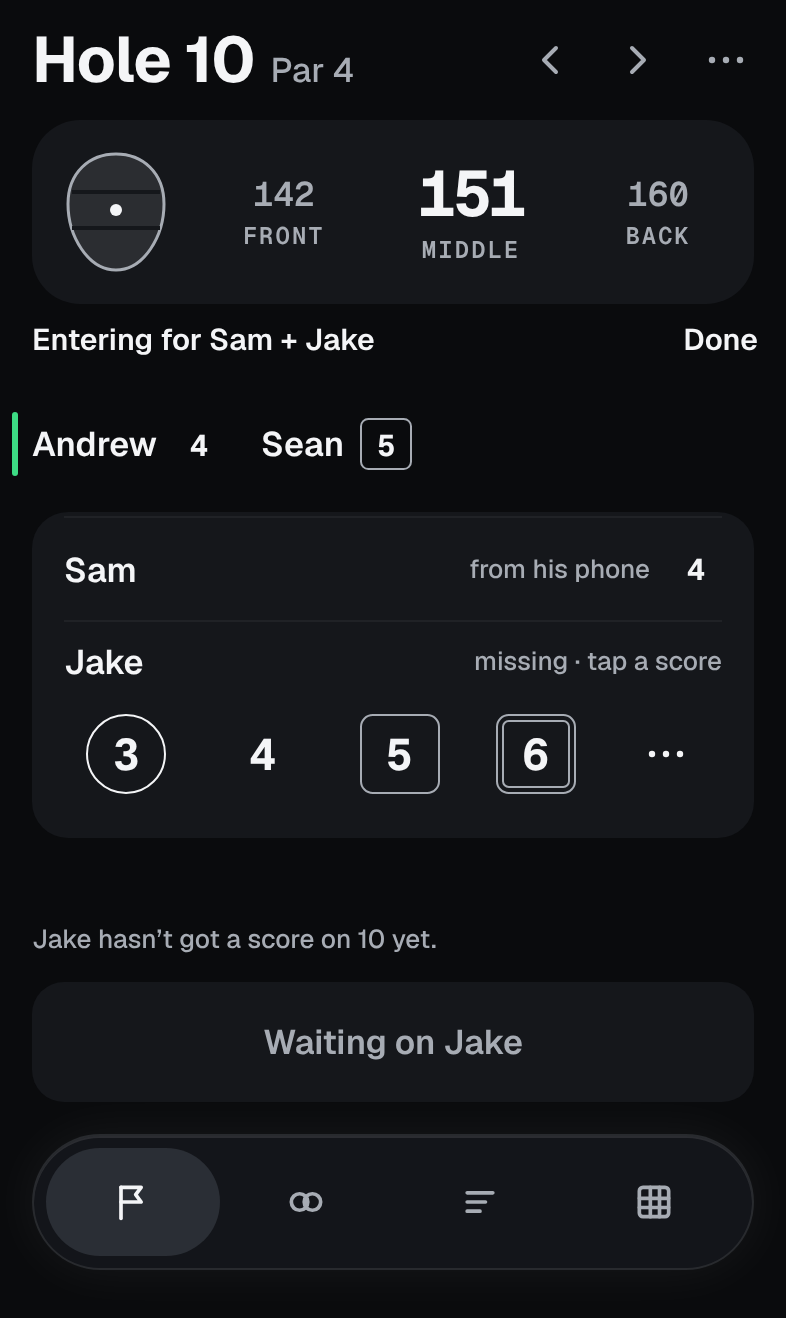 Hole 10 Par 4
142 151 160
FRONT MIDDLE BACK
Entering for Sam + Jake Done
Andrew 4 Sean 5
Sam from his phone 4
Jake missing · tap a score
3 4 5 6 ...
Jake hasn’t got a score on 10 yet.
Waiting on Jake